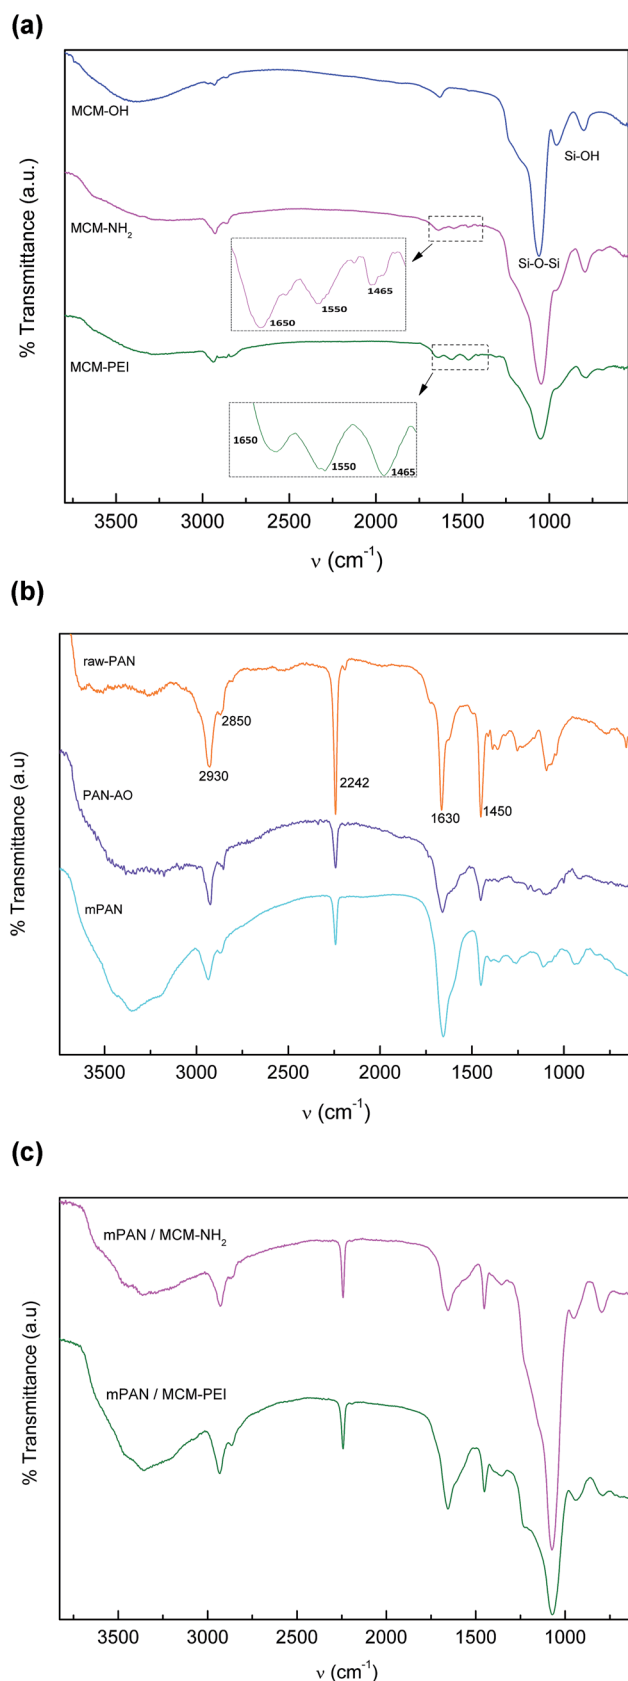 (a)
% Transmittance (a.u.)
MCM-OH
Si-OH
MCM-NH₂
Si-O-Si
1650
1550
1465
MCM-PEI
1650
1550
1465
3500 3000 2500 2000 1500 1000
ν (cm⁻¹)
(b)
% Transmittance (a.u)
raw-PAN
2850
2930
2242
1630
1450
PAN-AO
mPAN
3500 3000 2500 2000 1500 1000
ν (cm⁻¹)
(c)
% Transmittance (a.u)
mPAN / MCM-NH₂
mPAN / MCM-PEI
3500 3000 2500 2000 1500 1000
ν (cm⁻¹)